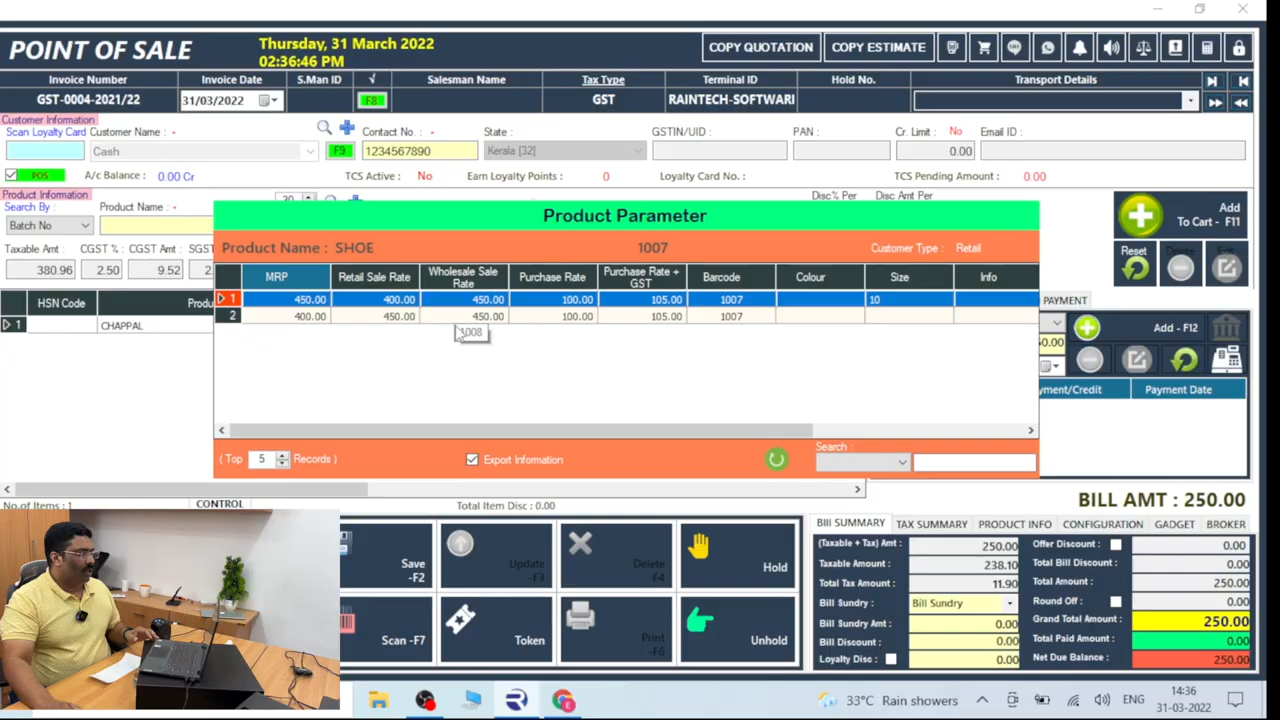 POINT OF SALE
Thursday, 31 March 2022
02:36:46 PM
COPY QUOTATION
COPY ESTIMATE
Invoice Number
Invoice Date
S.Man ID
√
Salesman Name
Tax Type
Terminal ID
Hold No.
Transport Details
GST-0004-2021/22
31/03/2022
F8
GST
RAINTECH-SOFTWARI
Customer Information
Scan Loyalty Card
Customer Name :
Contact No. :
State :
GSTIN/UID :
PAN :
Cr. Limit :
No
Email ID :
Cash
F9
1234567890
Kerala [32]
0.00
POS
A/c Balance :
0.00 Cr
TCS Active :
No
Earn Loyalty Points :
0
Loyalty Card No. :
TCS Pending Amount :
0.00
Product Information
Search By :
Product Name :
Disc% Per
Disc Amt Per
Batch No
Add
To Cart - F11
Taxable Amt :
CGST % :
CGST Amt :
380.96
2.50
9.52
Reset
HSN Code
1
CHAPPAL
Product Parameter
Product Name :
SHOE
1007
Customer Type :
Retail
MRP
Retail Sale Rate
Wholesale Sale Rate
Purchase Rate
Purchase Rate + GST
Barcode
Colour
Size
Info
1
450.00
400.00
450.00
100.00
105.00
1007
10
2
400.00
450.00
450.00
100.00
105.00
1007
1008
( Top
5
Records )
Export Information
Search :
PAYMENT
Add - F12
Payment Date
No.of Items : 1
CONTROL
Total Item Disc : 0.00
BILL AMT : 250.00
Save
-F2
Update
-F3
Delete
-F4
Hold
Scan -F7
Token
Print
-F6
Unhold
BILL SUMMARY
TAX SUMMARY
PRODUCT INFO
CONFIGURATION
GADGET
BROKER
(Taxable + Tax) Amt :
250.00
Offer Discount :
0.00
Taxable Amount :
238.10
Total Bill Discount :
0.00
Total Tax Amount :
11.90
Total Amount :
250.00
Bill Sundry :
Bill Sundry
Round Off :
0.00
Bill Sundry Amt :
0.00
Grand Total Amount :
250.00
Bill Discount :
0.00
Total Paid Amount :
0.00
Loyalty Disc :
0.00
Net Due Balance :
250.00
33°C
Rain showers
ENG
14:36
31-03-2022